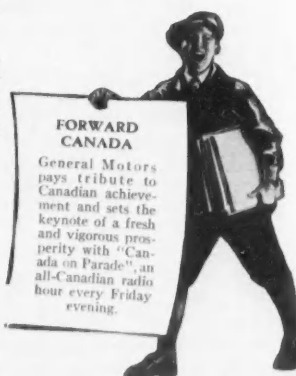 FORWARD
CANADA
General Motors
pays tribute to
Canadian achieve-
ment and sets the
keynote of a fresh
and vigorous pros-
perity with "Can-
ada on Parade", an
all-Canadian radio
hour every Friday
evening.